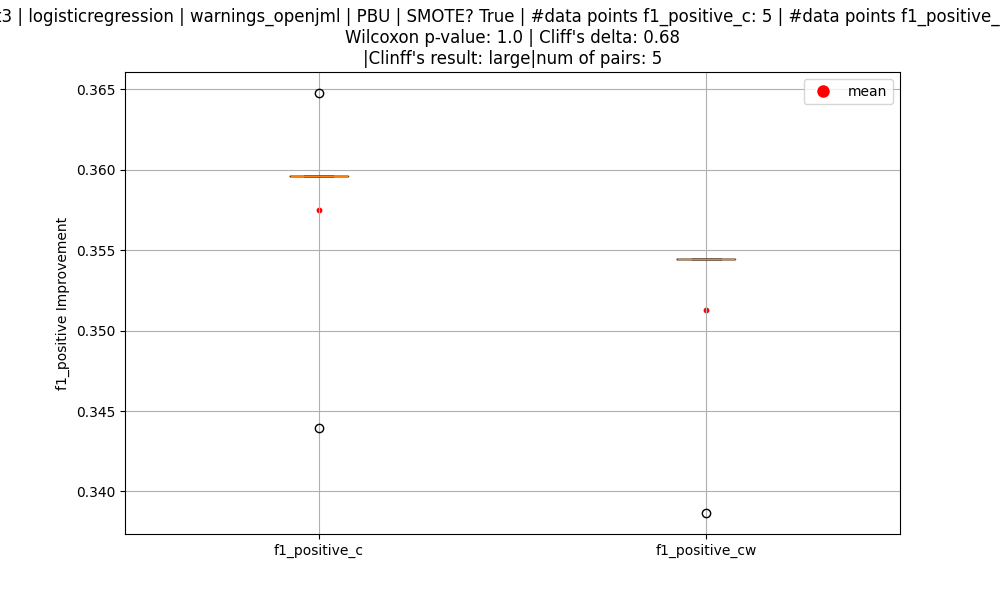 | logisticregression | warnings_openjml | PBU | SMOTE? True | #data points f1_positive_c: 5 | #data points f1_positive_
Wilcoxon p-value: 1.0 | Cliff's delta: 0.68
|Clinff's result: large|num of pairs: 5
mean
0.365
0.360
0.355
0.350
0.345
0.340
f1_positive Improvement
f1_positive_c
f1_positive_cw